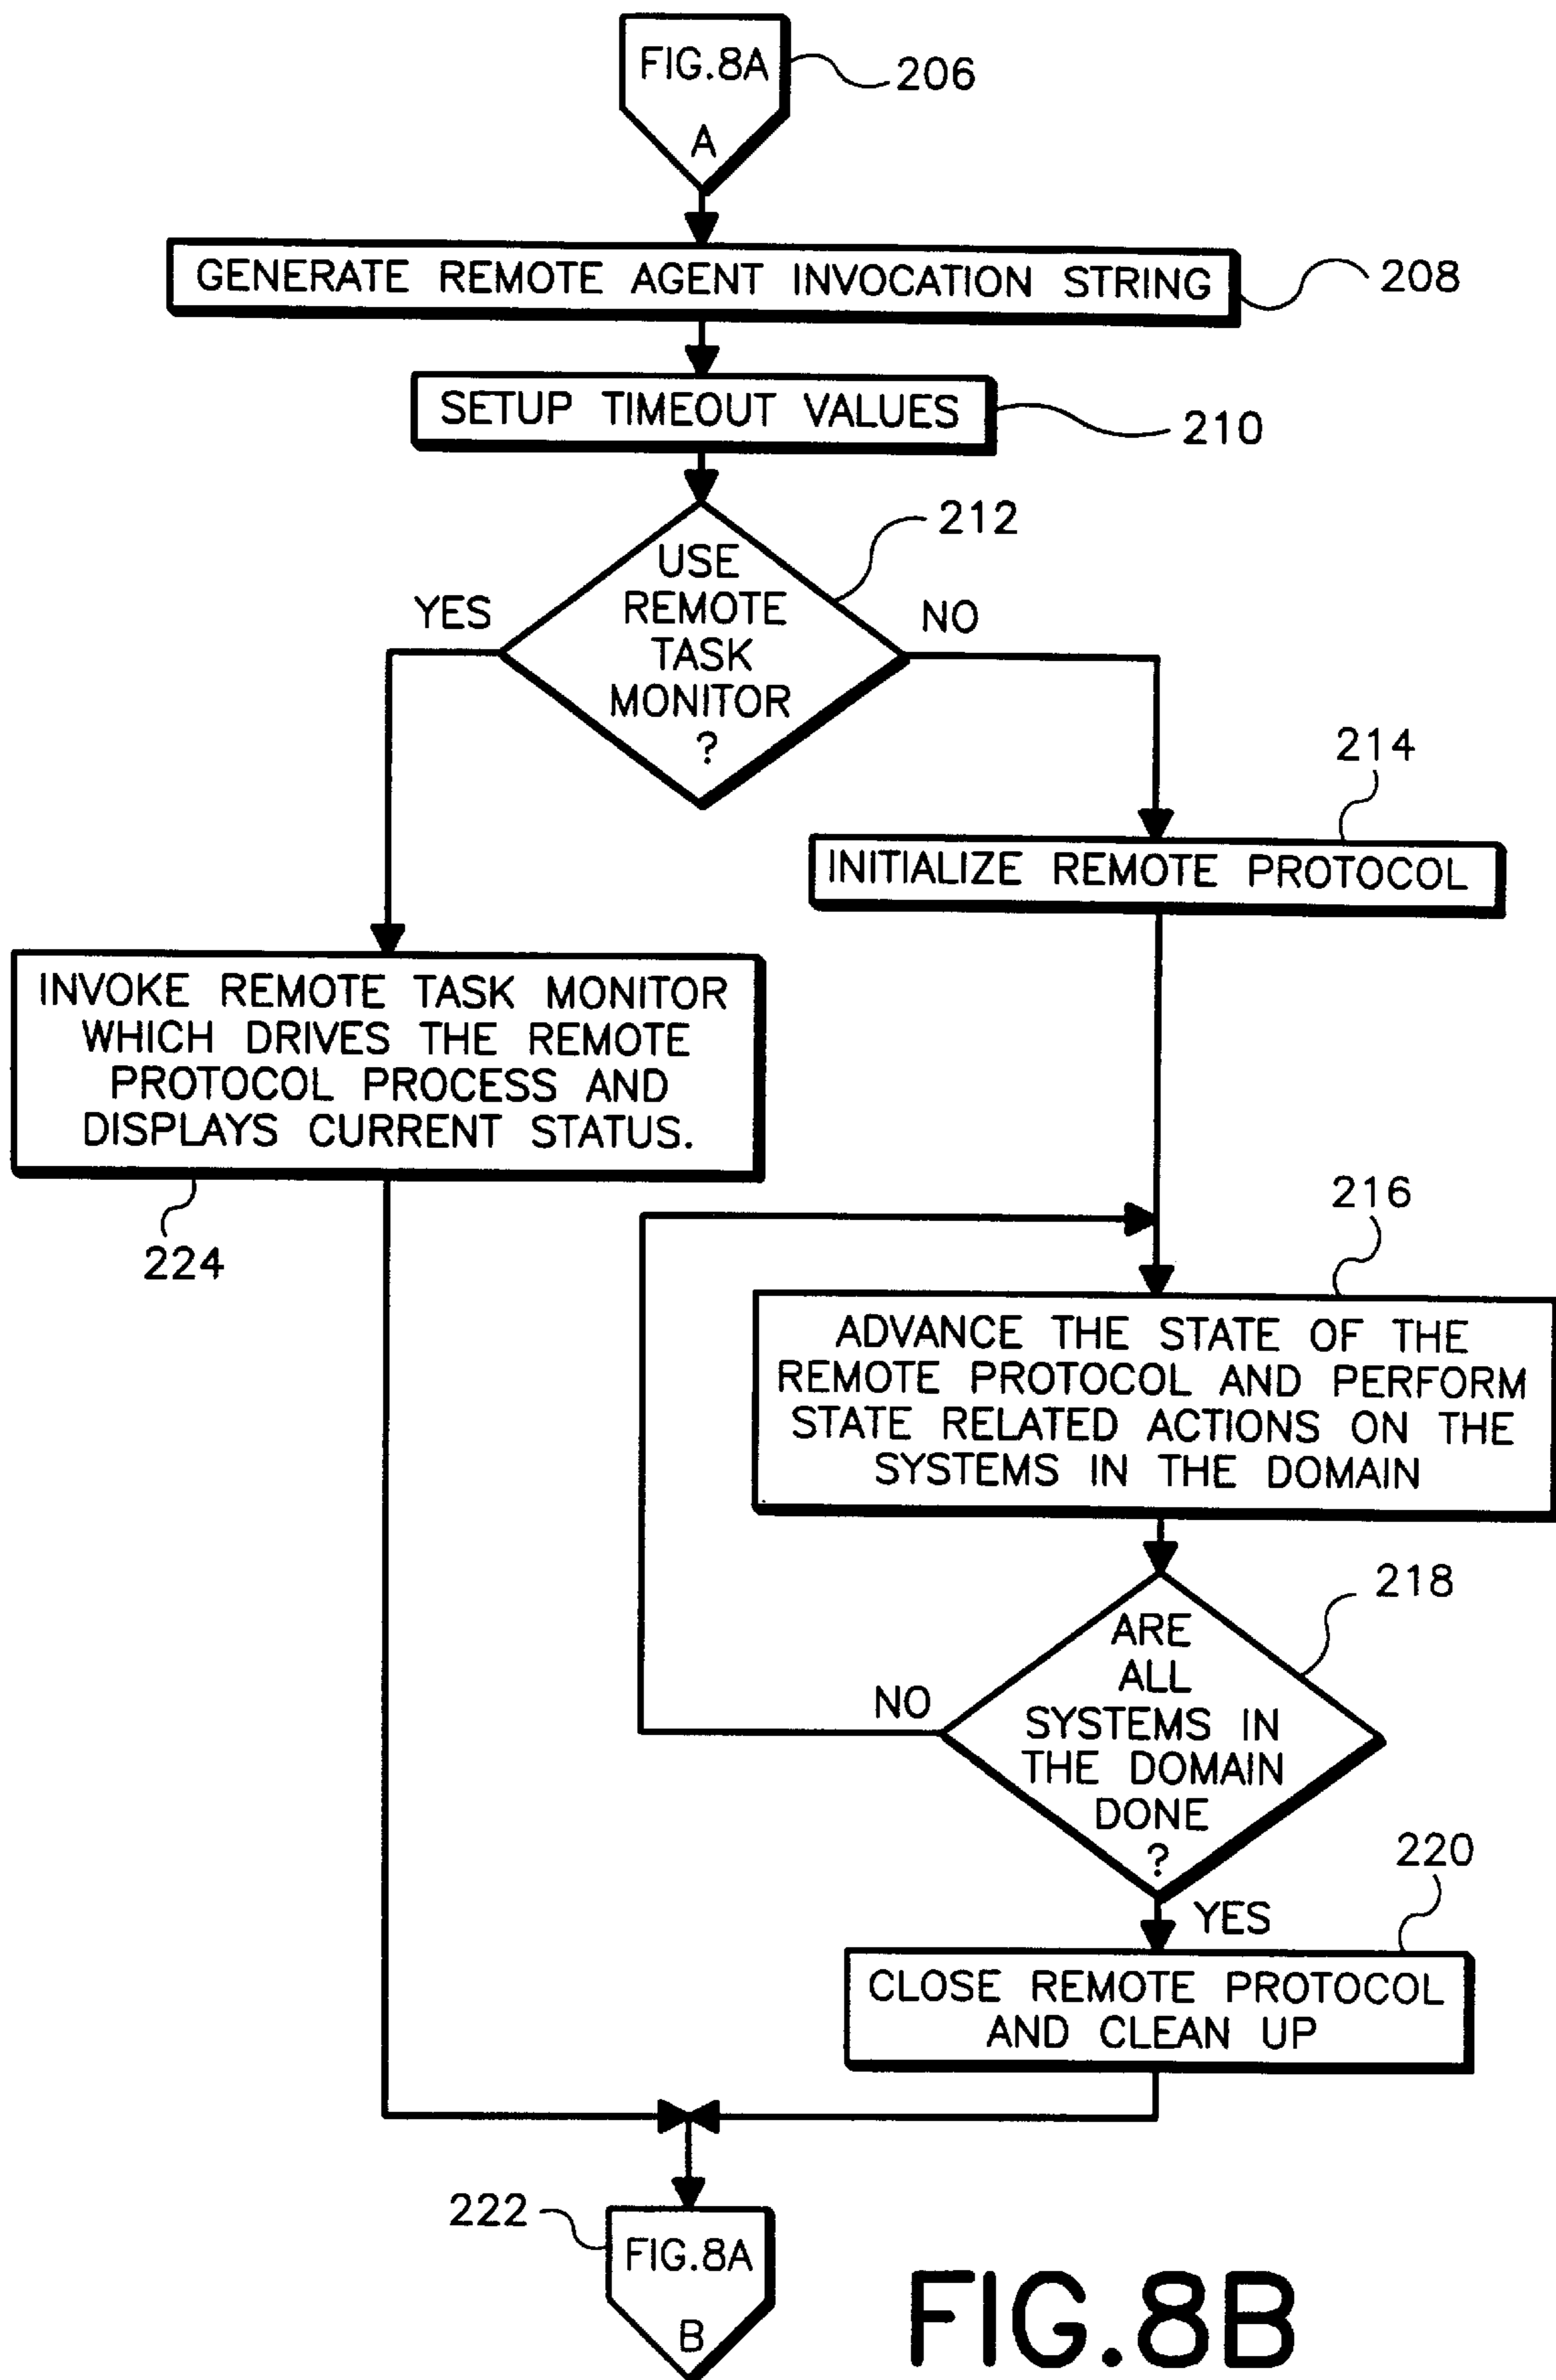 FIG.8A
206
A
GENERATE REMOTE AGENT INVOCATION STRING
208
SETUP TIMEOUT VALUES
210
212
USE
REMOTE
TASK
MONITOR
?
YES
NO
214
INITIALIZE REMOTE PROTOCOL
INVOKE REMOTE TASK MONITOR
WHICH DRIVES THE REMOTE
PROTOCOL PROCESS AND
DISPLAYS CURRENT STATUS.
224
216
ADVANCE THE STATE OF THE
REMOTE PROTOCOL AND PERFORM
STATE RELATED ACTIONS ON THE
SYSTEMS IN THE DOMAIN
218
ARE
ALL
SYSTEMS IN
THE DOMAIN
DONE
?
NO
YES
220
CLOSE REMOTE PROTOCOL
AND CLEAN UP
222
FIG.8A
B
FIG.8B